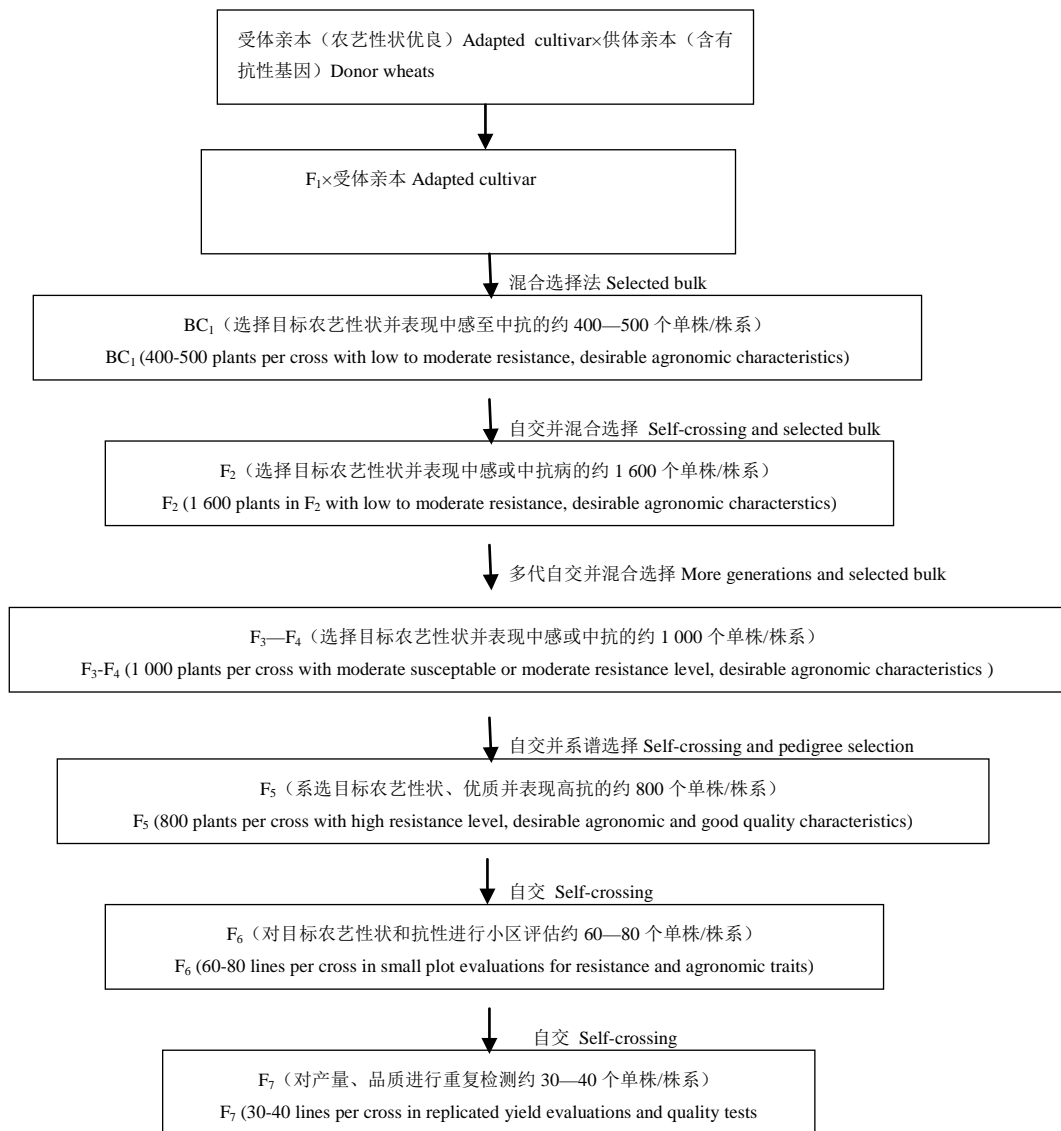 受体亲本（农艺性状优良）Adapted cultivar×供体亲本（含有
抗性基因）Donor wheats
F₁×受体亲本 Adapted cultivar
混合选择法 Selected bulk
BC₁（选择目标农艺性状并表现中感至中抗的约 400—500 个单株/株系）
BC₁ (400-500 plants per cross with low to moderate resistance, desirable agronomic characteristics)
自交并混合选择 Self-crossing and selected bulk
F₂（选择目标农艺性状并表现中感或中抗病的约 1 600 个单株/株系）
F₂ (1 600 plants in F₂ with low to moderate resistance, desirable agronomic characterstics)
多代自交并混合选择 More generations and selected bulk
F₃—F₄（选择目标农艺性状并表现中感或中抗的约 1 000 个单株/株系）
F₃-F₄ (1 000 plants per cross with moderate susceptable or moderate resistance level, desirable agronomic characteristics )
自交并系谱选择 Self-crossing and pedigree selection
F₅（系选目标农艺性状、优质并表现高抗的约 800 个单株/株系）
F₅ (800 plants per cross with high resistance level, desirable agronomic and good quality characteristics)
自交 Self-crossing
F₆（对目标农艺性状和抗性进行小区评估约 60—80 个单株/株系）
F₆ (60-80 lines per cross in small plot evaluations for resistance and agronomic traits)
自交 Self-crossing
F₇（对产量、品质进行重复检测约 30—40 个单株/株系）
F₇ (30-40 lines per cross in replicated yield evaluations and quality tests